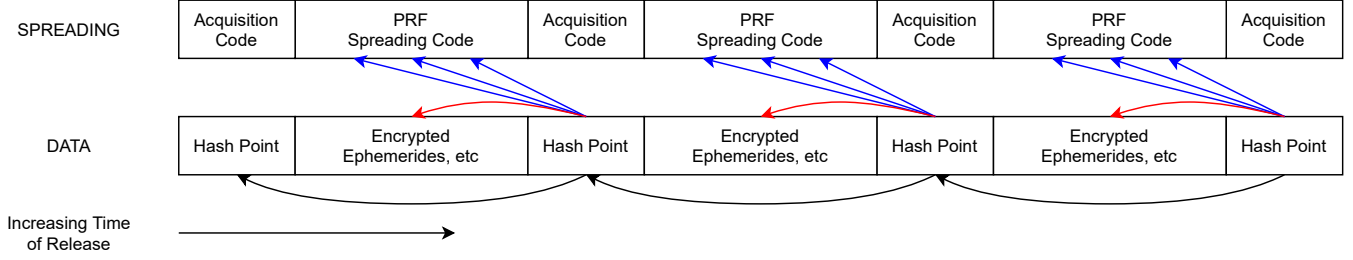 SPREADING
Acquisition
Code
PRF
Spreading Code
Acquisition
Code
PRF
Spreading Code
Acquisition
Code
PRF
Spreading Code
Acquisition
Code
DATA
Hash Point
Encrypted
Ephemerides, etc
Hash Point
Encrypted
Ephemerides, etc
Hash Point
Encrypted
Ephemerides, etc
Hash Point
Increasing Time
of Release